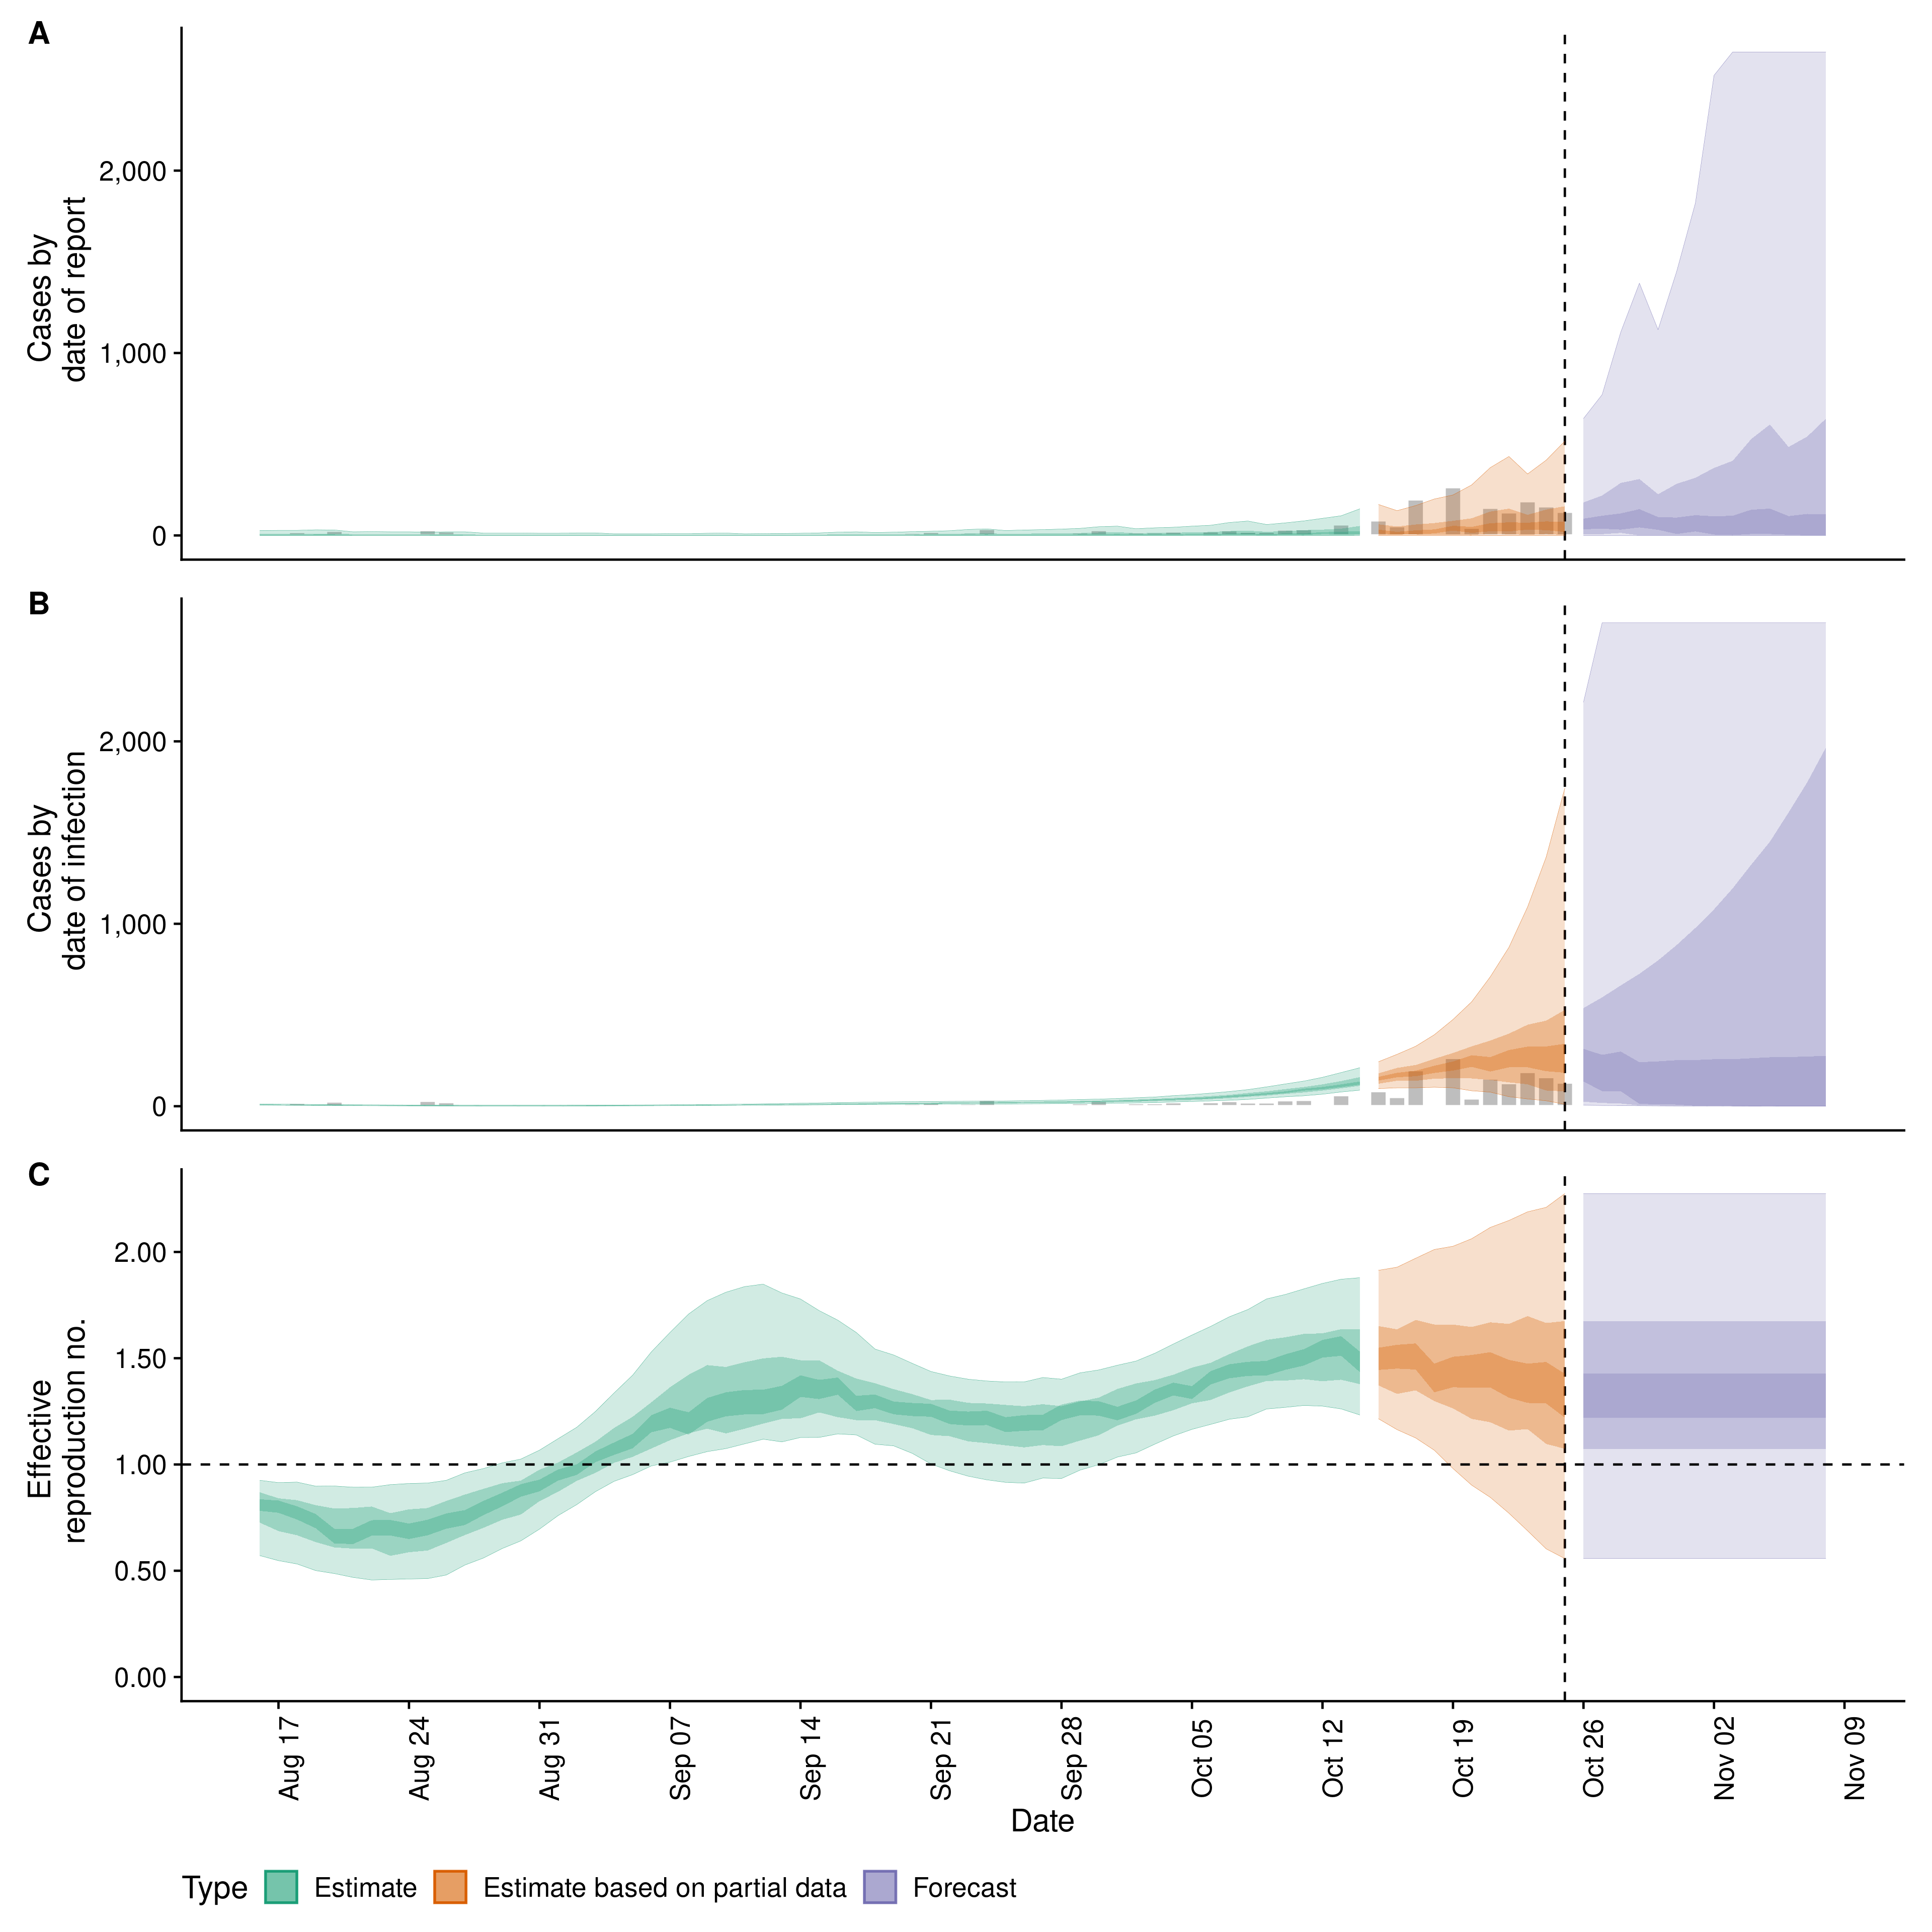 A
Cases by
date of report
2,000
1,000
0
B
Cases by
date of infection
2,000
1,000
0
C
Effective
reproduction no.
2.00
1.50
1.00
0.50
0.00
Aug 17
Aug 24
Aug 31
Sep 07
Sep 14
Sep 21
Sep 28
Oct 05
Oct 12
Oct 19
Oct 26
Nov 02
Nov 09
Date
Type Estimate Estimate based on partial data Forecast